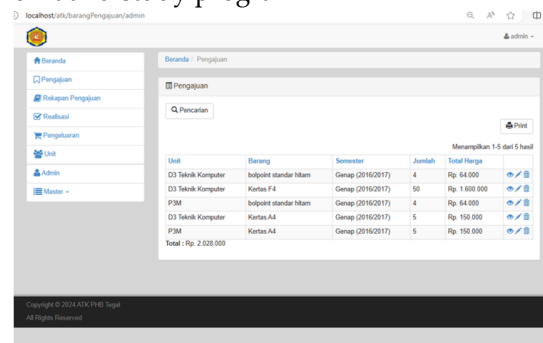 localhost/atk/barangPengajuan/admin
admin
Beranda
Pengajuan
Rekapan Pengajuan
Realisasi
Pengeluaran
Unit
Admin
Master
Beranda / Pengajuan
Pengajuan
Pencarian
Print
Menampilkan 1-5 dari 5 hasil
Unit Barang Semester Jumlah Total Harga
D3 Teknik Komputer bolpoint standar hitam Genap (2016/2017) 4 Rp. 64.000
D3 Teknik Komputer Kertas F4 Genap (2016/2017) 50 Rp. 1.600.000
P3M bolpoint standar hitam Genap (2016/2017) 4 Rp. 64.000
D3 Teknik Komputer Kertas A4 Genap (2016/2017) 5 Rp. 150.000
P3M Kertas A4 Genap (2016/2017) 5 Rp. 150.000
Total : Rp. 2.028.000
Copyright © 2024 ATK PHB Tegal
All Rights Reserved